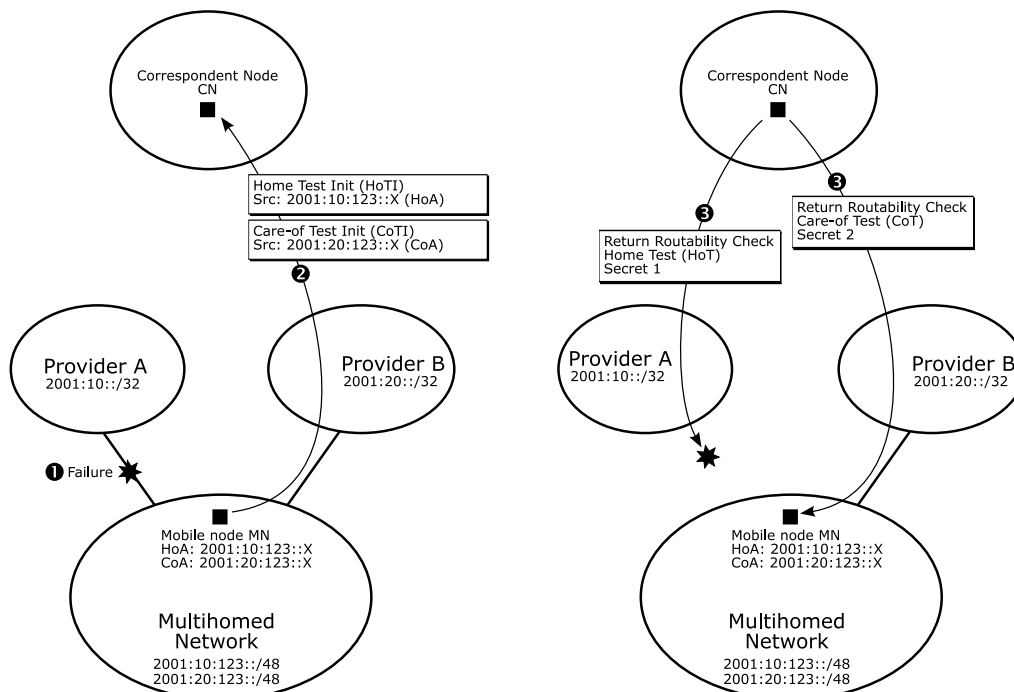 Correspondent Node
CN
Home Test Init (HoTI)
Src: 2001:10:123::X (HoA)
Care-of Test Init (CoTI)
Src: 2001:20:123::X (CoA)
2
Provider A
2001:10::/32
Provider B
2001:20::/32
1 Failure
Mobile node MN
HoA: 2001:10:123::X
CoA: 2001:20:123::X
Multihomed
Network
2001:10:123::/48
2001:20:123::/48
Correspondent Node
CN
3
Return Routability Check
Care-of Test (CoT)
Secret 2
3
Return Routability Check
Home Test (HoT)
Secret 1
Provider A
2001:10::/32
Provider B
2001:20::/32
Mobile node MN
HoA: 2001:10:123::X
CoA: 2001:20:123::X
Multihomed
Network
2001:10:123::/48
2001:20:123::/48